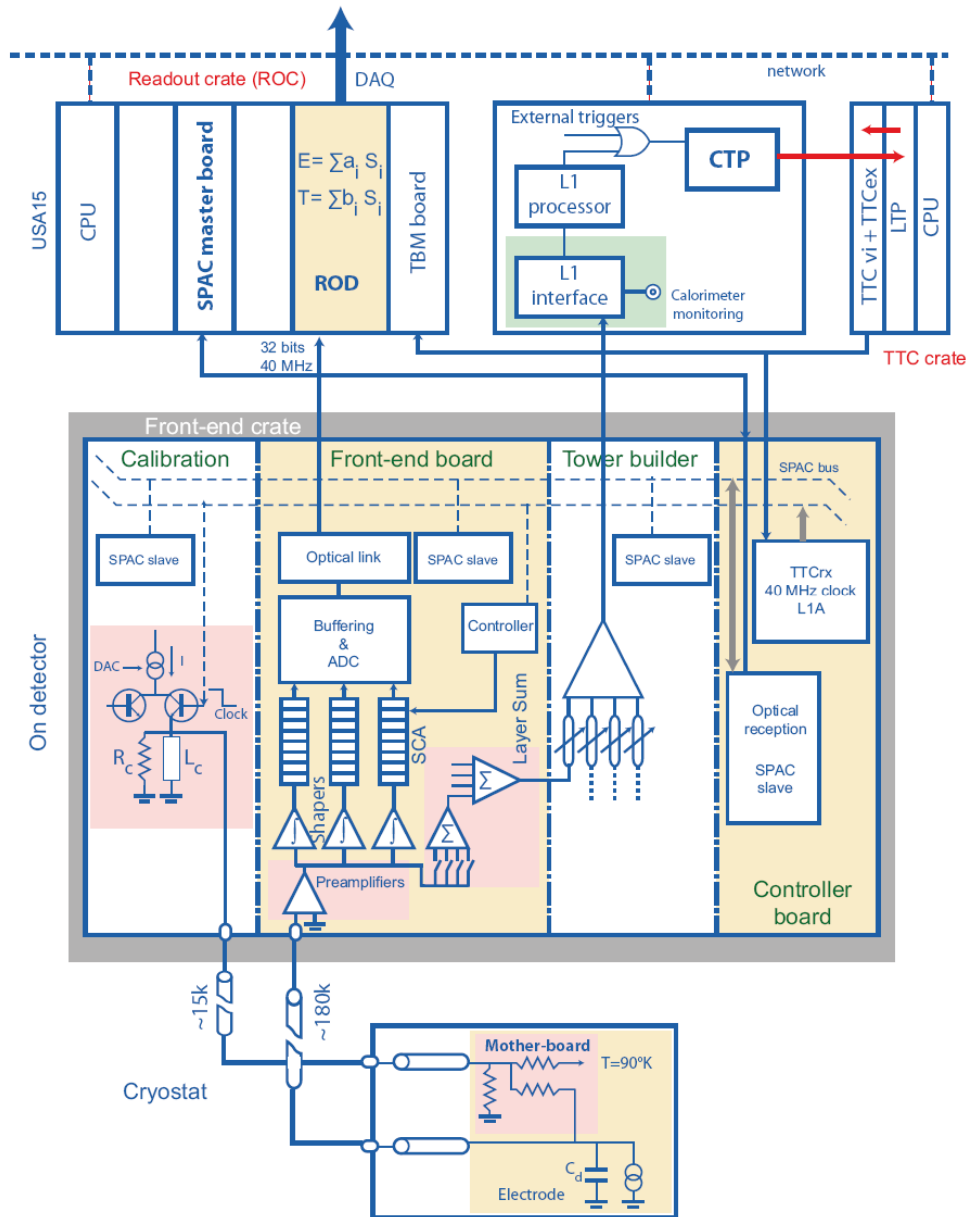 Readout crate (ROC)
DAQ
network
USA15
CPU
SPAC master board
E= ∑a_i S_i
T= ∑b_i S_i
ROD
TBM board
External triggers
CTP
L1
processor
L1
interface
Calorimeter
monitoring
TTC vi + TTCex
LTP
CPU
TTC crate
32 bits
40 MHz
Front-end crate
On detector
Calibration
Front-end board
Tower builder
SPAC bus
SPAC slave
Optical link
SPAC slave
SPAC slave
TTCrx
40 MHz clock
L1A
Buffering
&
ADC
Controller
DAC
I
Clock
R_c
L_c
SCA
Shapers
Layer Sum
∑
∑
∫
∫
∫
Preamplifiers
Optical
reception
SPAC
slave
Controller
board
~15k
~180k
Cryostat
Mother-board
T=90°K
C_d
Electrode